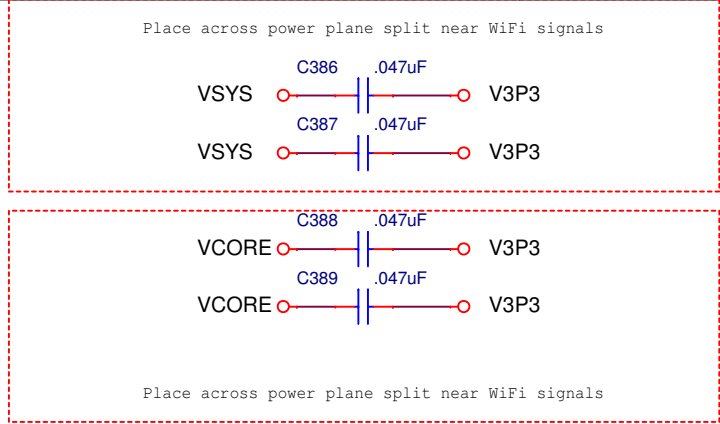 Place across power plane split near WiFi signals
C386 .047uF
VSYS V3P3
C387 .047uF
VSYS V3P3
C388 .047uF
VCORE V3P3
C389 .047uF
VCORE V3P3
Place across power plane split near WiFi signals